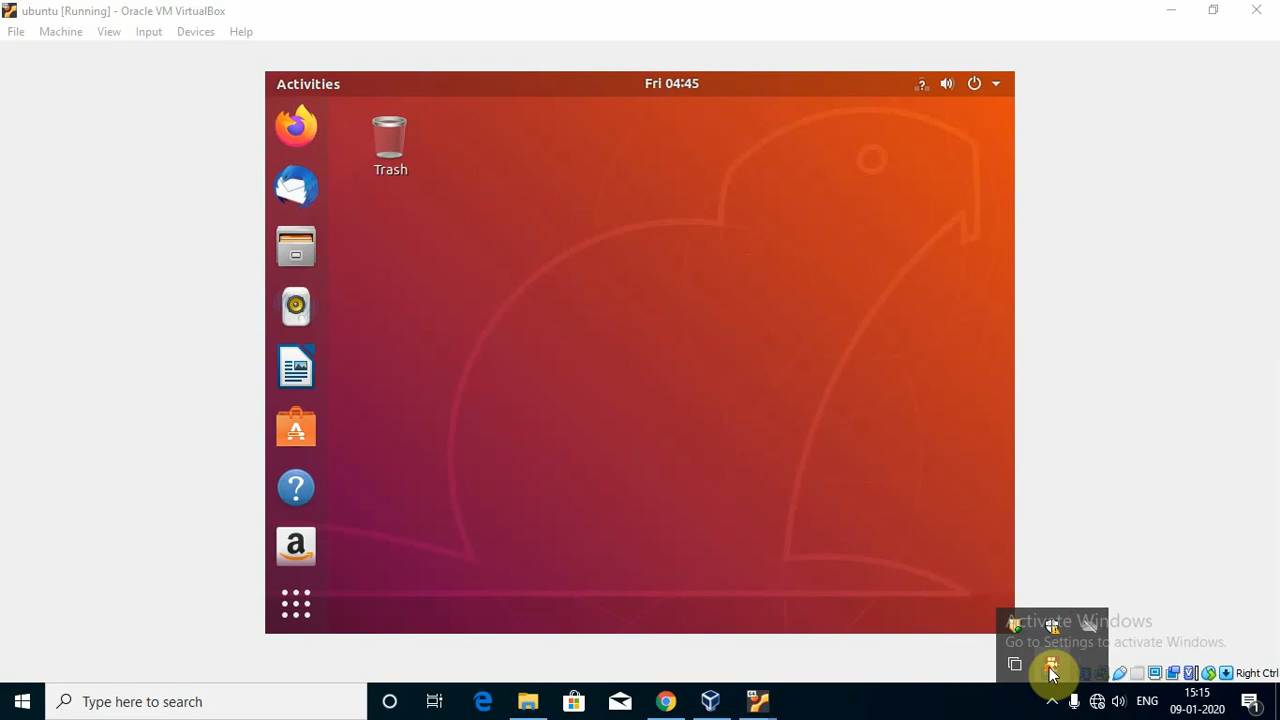 ubuntu [Running] - Oracle VM VirtualBox
File Machine View Input Devices Help
Activities Fri 04:45
Trash
Activate Windows
Go to Settings to activate Windows.
Right Ctrl
Type here to search
ENG
15:15
09-01-2020
1